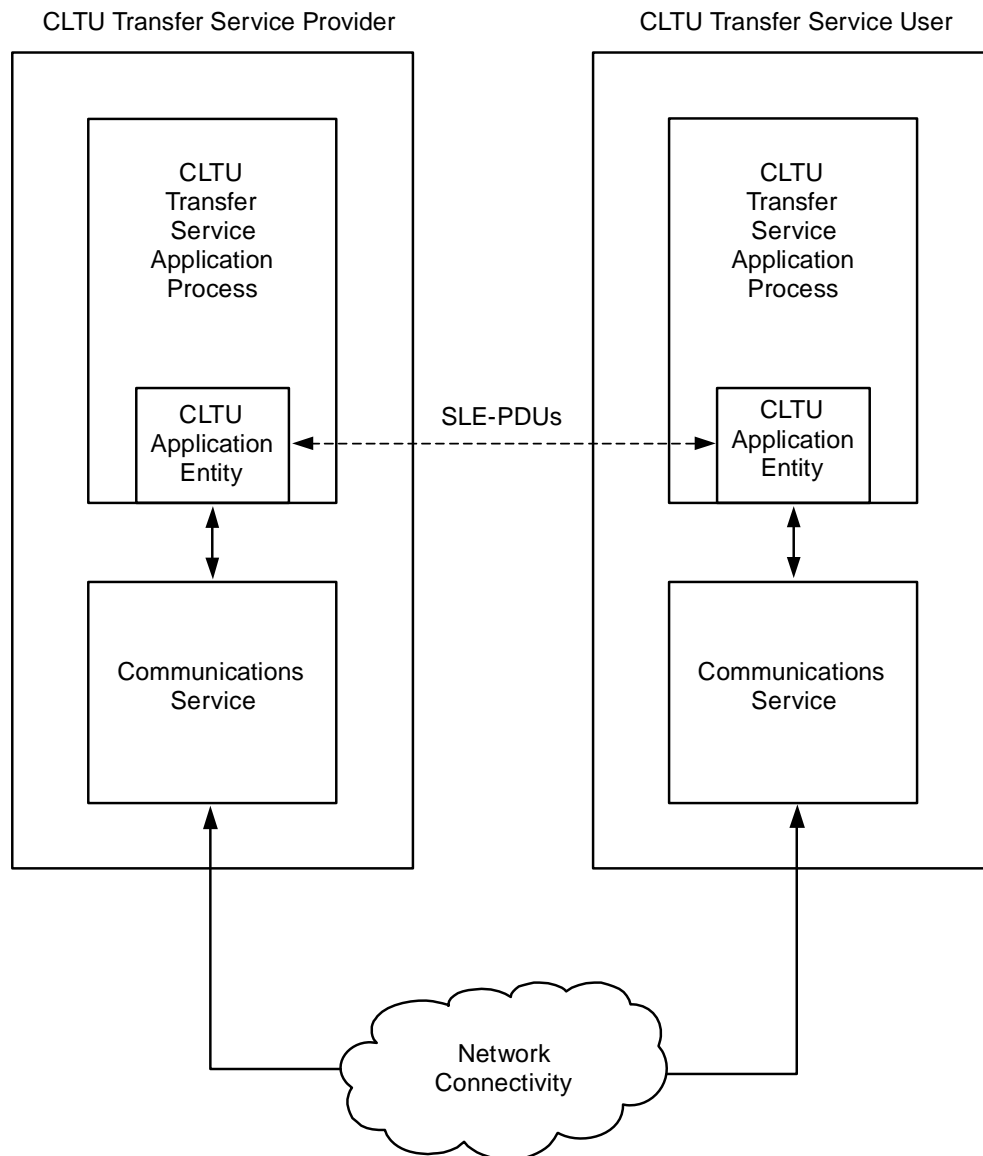 CLTU Transfer Service Provider
CLTU Transfer Service User
CLTU
Transfer
Service
Application
Process
CLTU
Transfer
Service
Application
Process
CLTU
Application
Entity
SLE-PDUs
CLTU
Application
Entity
Communications
Service
Communications
Service
Network
Connectivity